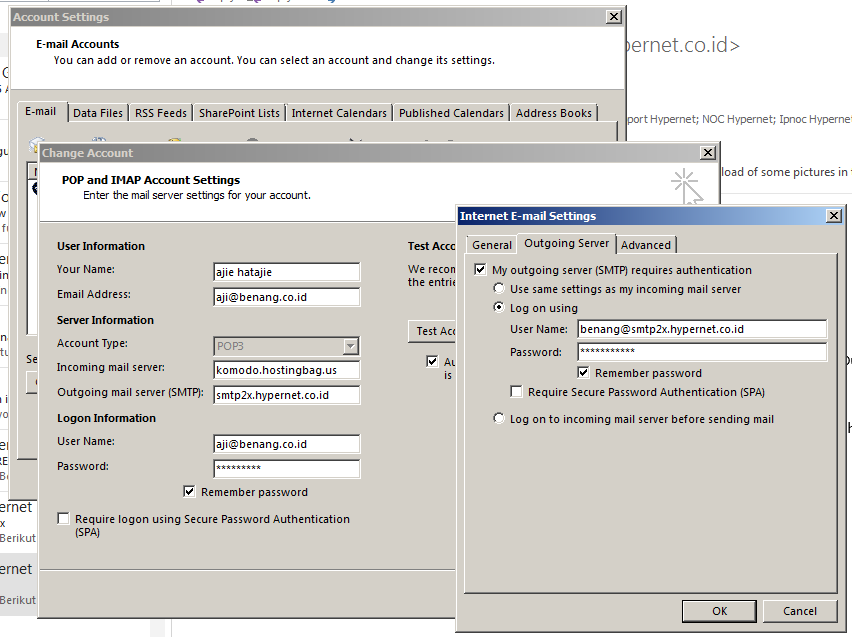 Account Settings
E-mail Accounts
You can add or remove an account. You can select an account and change its settings.
ernet.co.id>
E-mail Data Files RSS Feeds SharePoint Lists Internet Calendars Published Calendars Address Books
port Hypernet; NOC Hypernet; Ipnoc Hyperne
Change Account
POP and IMAP Account Settings
Enter the mail server settings for your account.
load of some pictures in
Internet E-mail Settings
General Outgoing Server Advanced
My outgoing server (SMTP) requires authentication
Use same settings as my incoming mail server
Log on using
User Name: benang@smtp2x.hypernet.co.id
Password: ***********
Remember password
Require Secure Password Authentication (SPA)
Log on to incoming mail server before sending mail
OK Cancel
User Information
Your Name: ajie hatajie
Email Address: aji@benang.co.id
Server Information
Account Type: POP3
Incoming mail server: komodo.hostingbag.us
Outgoing mail server (SMTP): smtp2x.hypernet.co.id
Logon Information
User Name: aji@benang.co.id
Password: *********
Remember password
Require logon using Secure Password Authentication
(SPA)
Test Acco
We recom
the entrie
Test Acc
Au
is
ernet
Berikut
ernet
Berikut